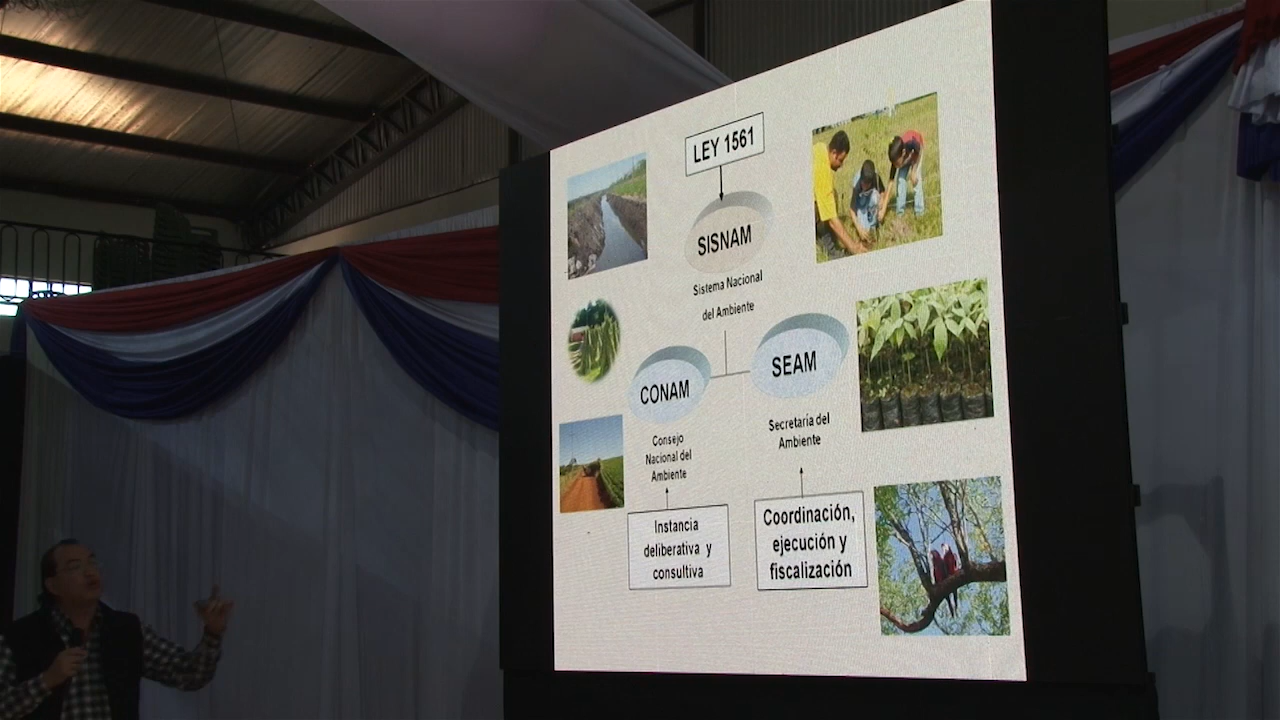 LEY 1561
SISNAM
Sistema Nacional
del Ambiente
CONAM
Consejo
Nacional del
Ambiente
Instancia
deliberativa y
consultiva
SEAM
Secretaria del
Ambiente
Coordinación,
ejecución y
fiscalización